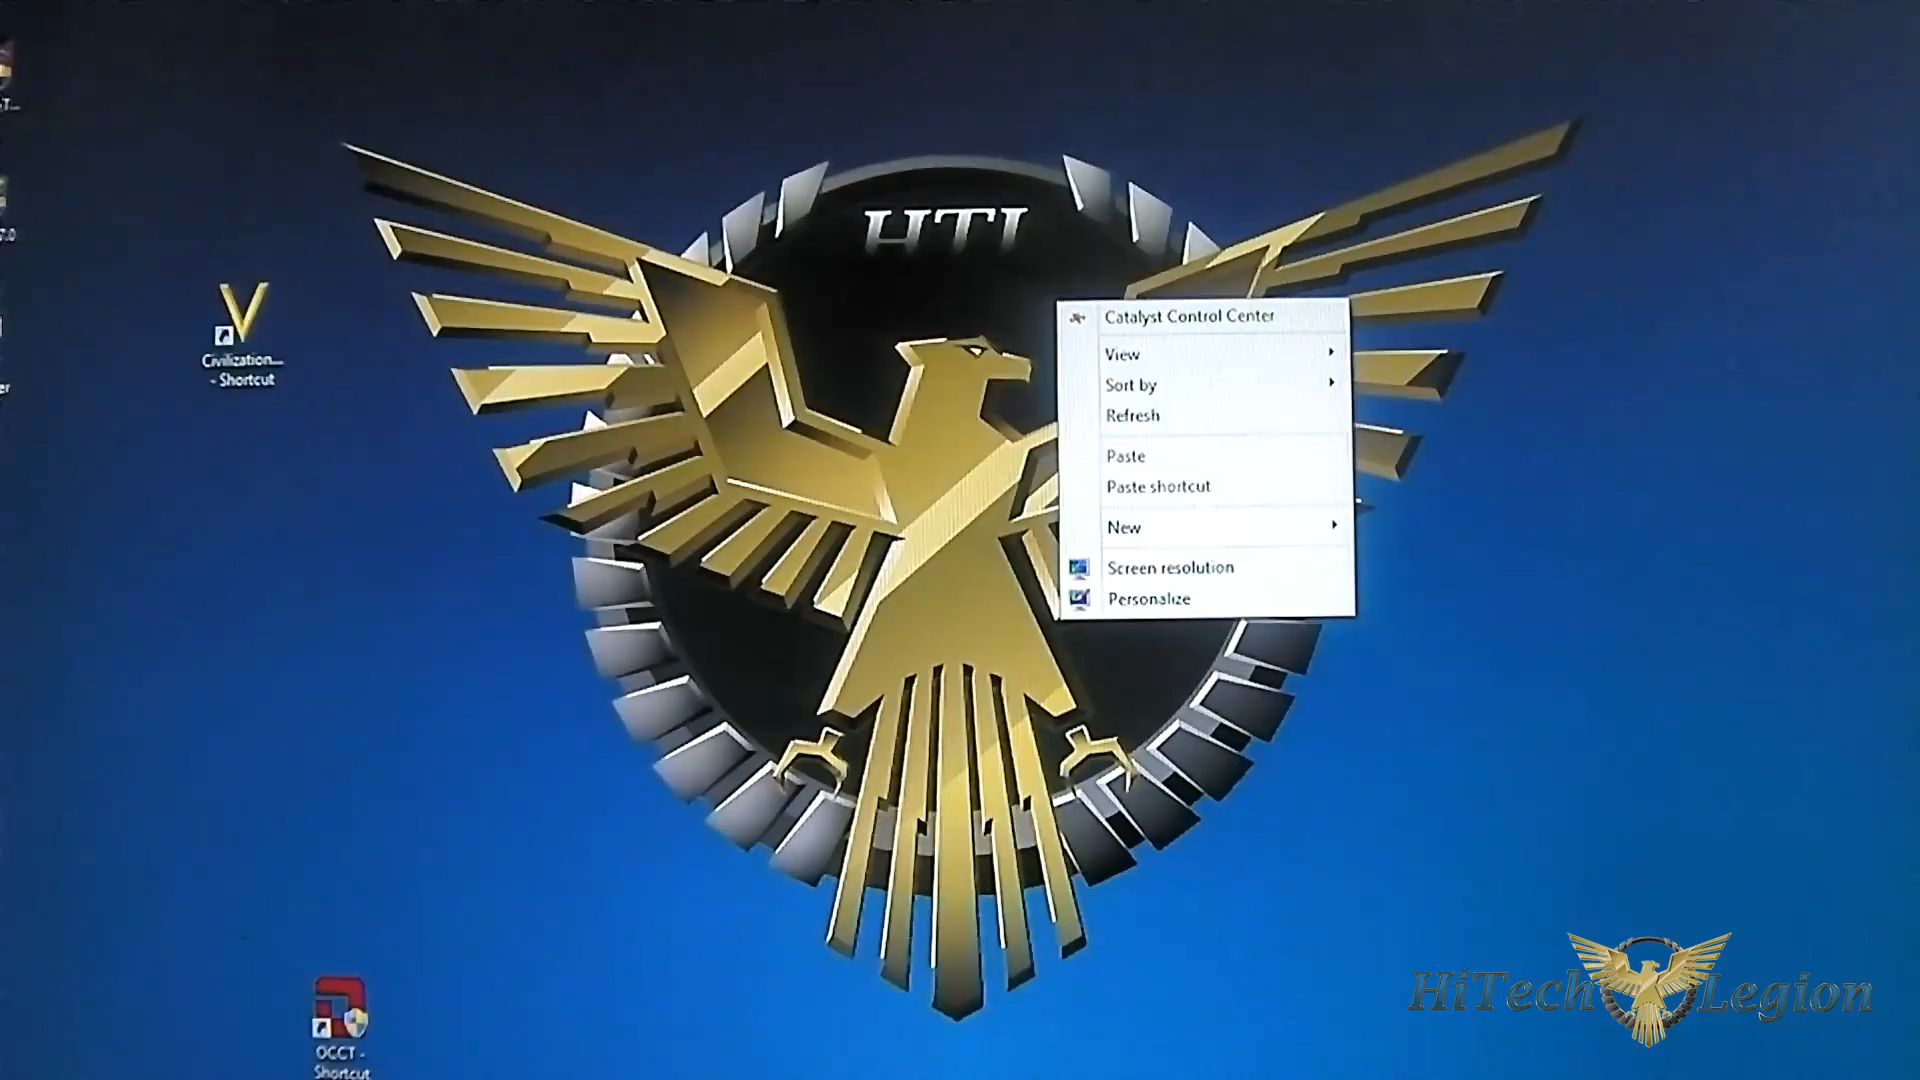 HTL
Civilization...
- Shortcut
Catalyst Control Center
View
Sort by
Refresh
Paste
Paste shortcut
New
Screen resolution
Personalize
OCCT -
Shortcut
HiTech Legion